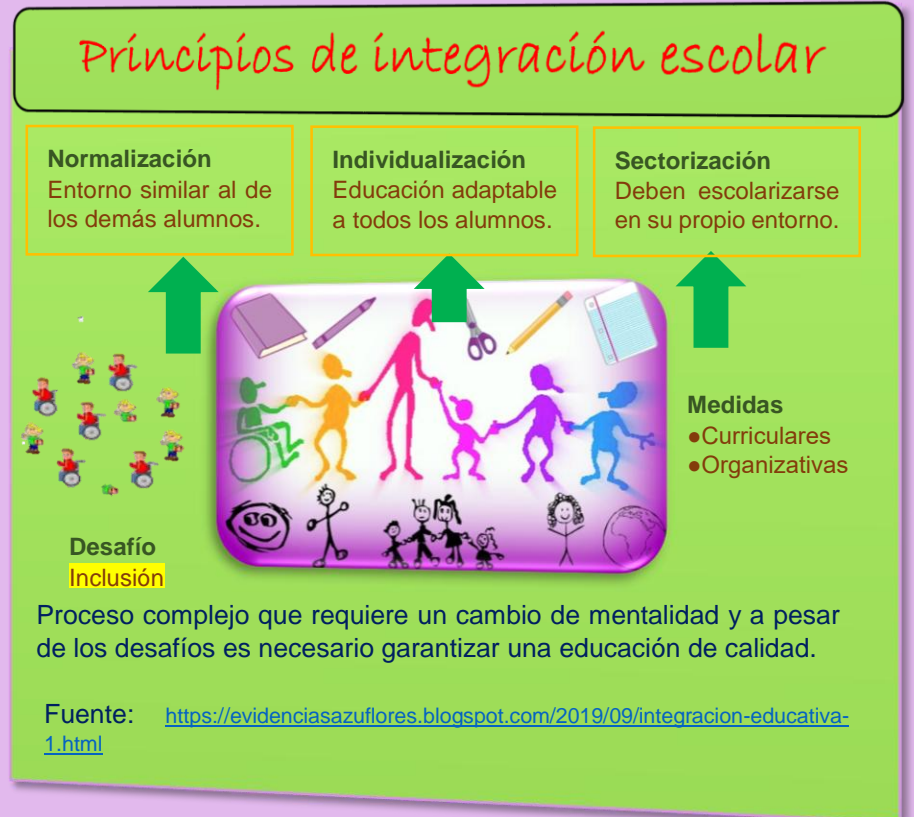 Principios de integración escolar
Normalización
Entorno similar al de
los demás alumnos.
Individualización
Educación adaptable
a todos los alumnos.
Sectorización
Deben escolarizarse
en su propio entorno.
Medidas
●Curriculares
●Organizativas
Desafío
Inclusión
Proceso complejo que requiere un cambio de mentalidad y a pesar
de los desafíos es necesario garantizar una educación de calidad.
Fuente: https://evidenciasazuflores.blogspot.com/2019/09/integracion-educativa-
1.html